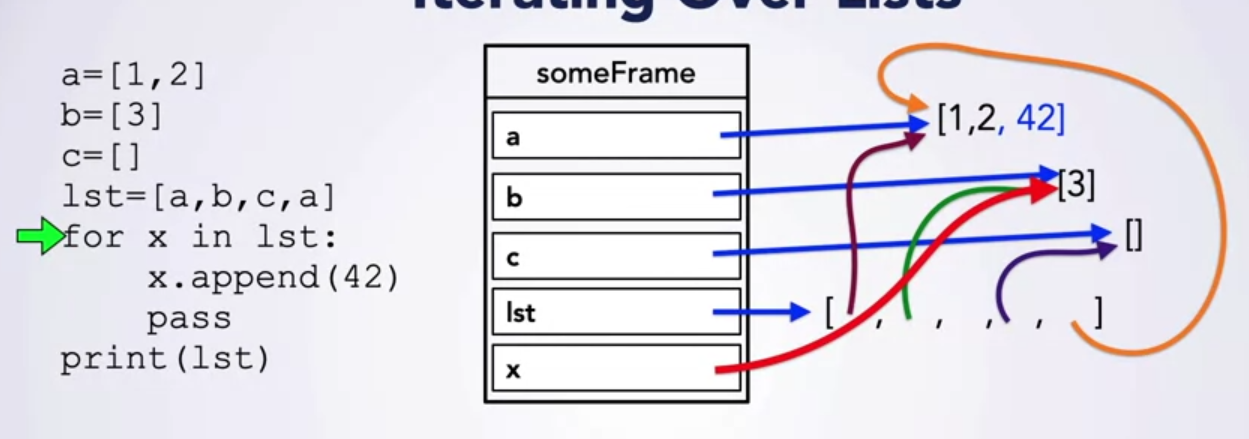 Iterating Over Lists
a=[1,2]
b=[3]
c=[]
lst=[a,b,c,a]
for x in lst:
    x.append(42)
    pass
print(lst)
someFrame
a
b
c
lst
x
[1,2, 42]
[3]
[]
[ , , , , ]